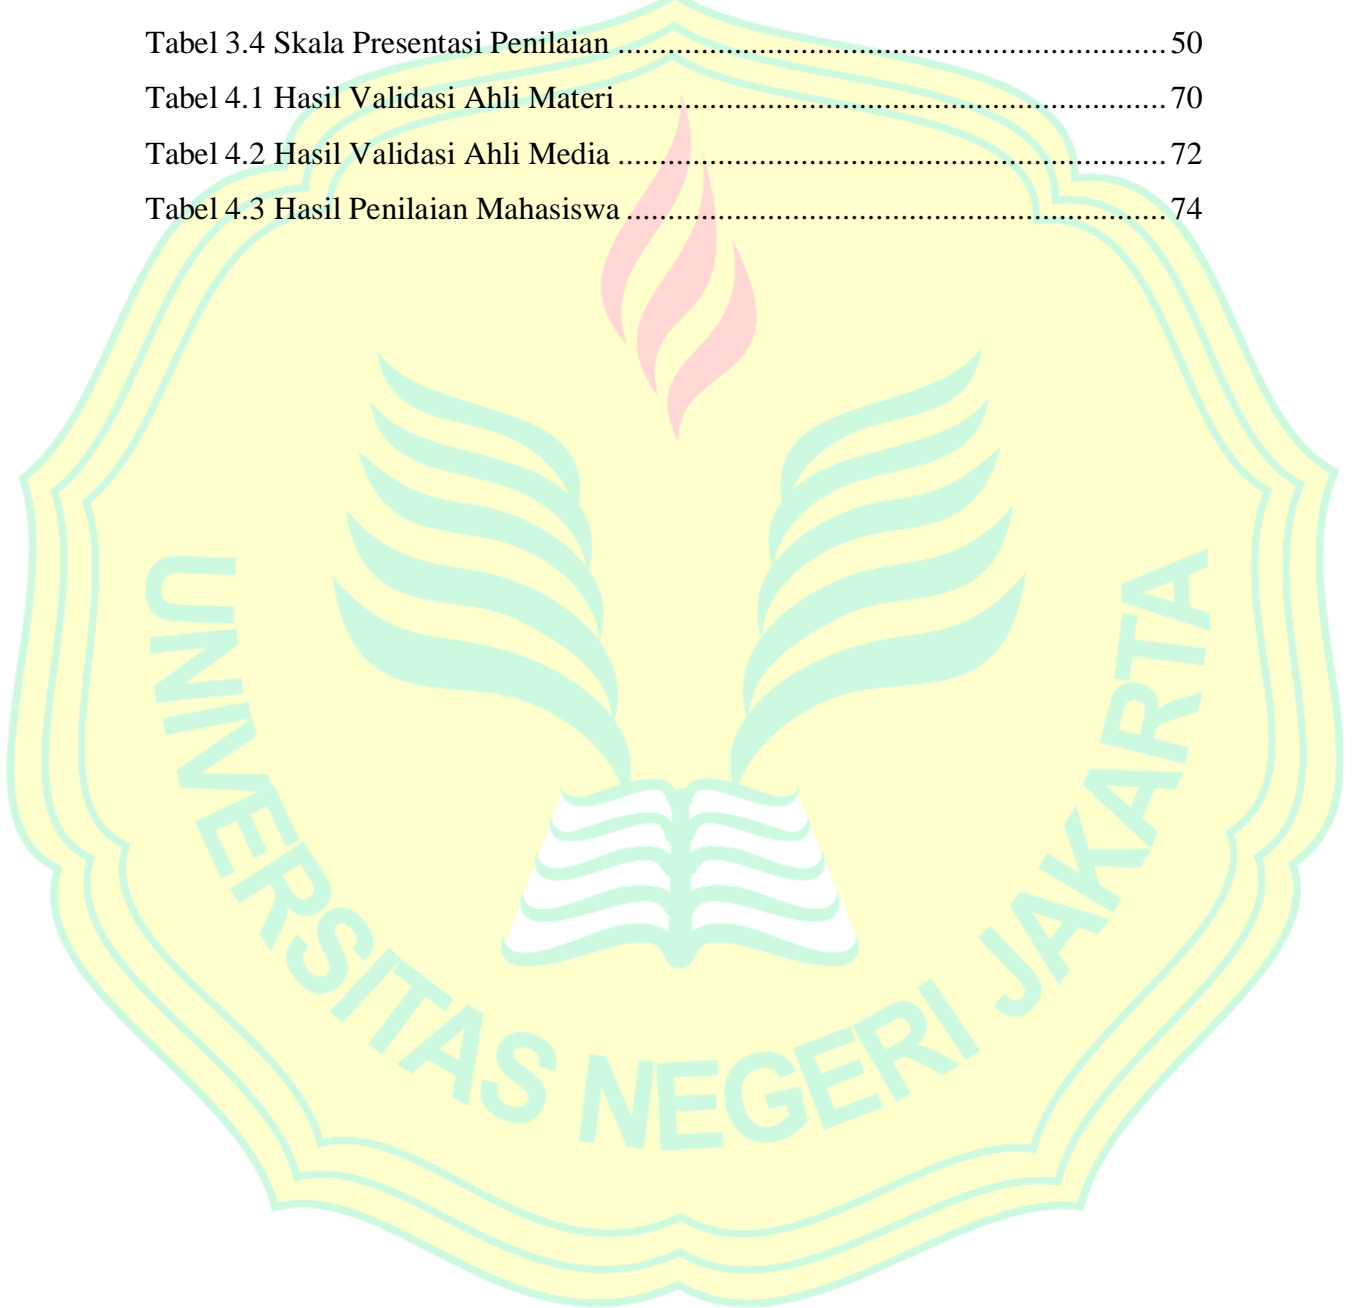 Tabel 3.4 Skala Presentasi Penilaian ..................................................................... 50
Tabel 4.1 Hasil Validasi Ahli Materi ..................................................................... 70
Tabel 4.2 Hasil Validasi Ahli Media ..................................................................... 72
Tabel 4.3 Hasil Penilaian Mahasiswa ..................................................................... 74
UNIVERSITAS NEGERI JAKARTA